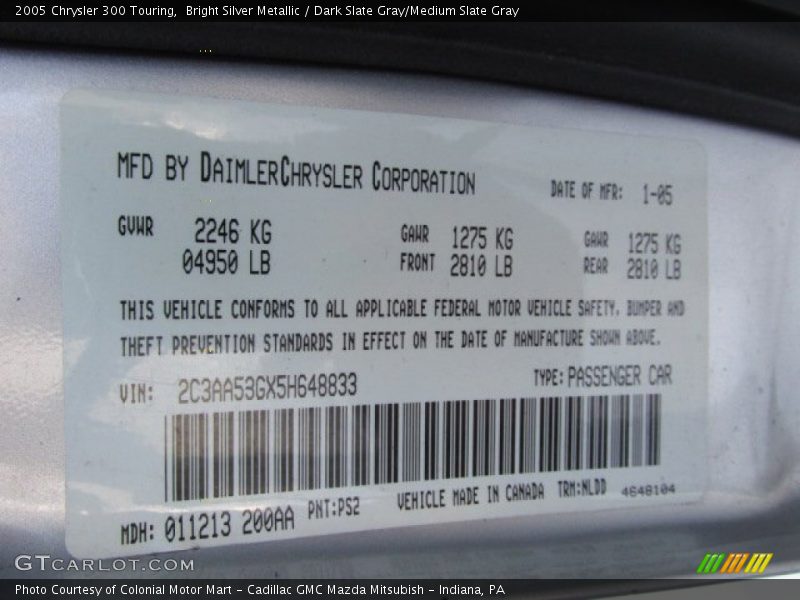 2005 Chrysler 300 Touring,  Bright Silver Metallic / Dark Slate Gray/Medium Slate Gray
MFD BY DAIMLERCHRYSLER CORPORATION
DATE OF MFR: 1-05
GVWR 2246 KG GAWR 1275 KG GAWR 1275 KG
04950 LB FRONT 2810 LB REAR 2810 LB
THIS VEHICLE CONFORMS TO ALL APPLICABLE FEDERAL MOTOR VEHICLE SAFETY, BUMPER AND
THEFT PREVENTION STANDARDS IN EFFECT ON THE DATE OF MANUFACTURE SHOWN ABOVE.
VIN: 2C3AA53GX5H648833 TYPE: PASSENGER CAR
MDH: 011213 200AA PNT:PS2 VEHICLE MADE IN CANADA TRM:NLDD 4648104
GTCARLOT.COM
Photo Courtesy of Colonial Motor Mart - Cadillac GMC Mazda Mitsubish - Indiana, PA